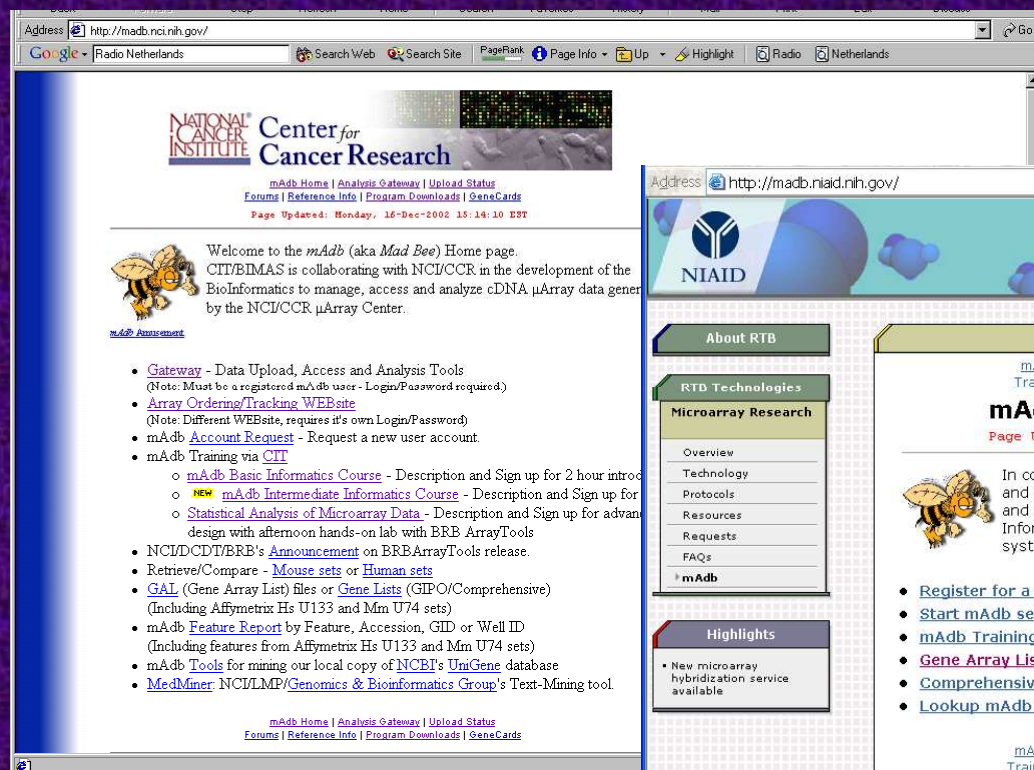 Address http://madb.nci.nih.gov/ Go
Google Radio Netherlands Search Web Search Site PageRank Page Info Up Highlight Radio Netherlands
NATIONAL CANCER INSTITUTE
Center for
Cancer Research
mAdb Home | Analysis Gateway | Upload Status
Forums | Reference Info | Program Downloads | GeneCards
Page Updated: Monday, 16-Dec-2002 15:14:10 EST
Welcome to the mAdb (aka Mad Bee) Home page.
CIT/BIMAS is collaborating with NCI/CCR in the development of the
BioInformatics to manage, access and analyze cDNA µArray data gener
by the NCI/CCR µArray Center.
mAdb Amusement
• Gateway - Data Upload, Access and Analysis Tools
(Note: Must be a registered mAdb user - Login/Password required.)
• Array Ordering/Tracking WEBsite
(Note: Different WEBsite, requires it's own Login/Password)
• mAdb Account Request - Request a new user account.
• mAdb Training via CIT
o mAdb Basic Informatics Course - Description and Sign up for 2 hour introd
o NEW mAdb Intermediate Informatics Course - Description and Sign up for
o Statistical Analysis of Microarray Data - Description and Sign up for advan
design with afternoon hands-on lab with BRB ArrayTools
• NCI/DCDT/BRB's Announcement on BRBArrayTools release.
• Retrieve/Compare - Mouse sets or Human sets
• GAL (Gene Array List) files or Gene Lists (GIPO/Comprehensive)
(Including Affymetrix Hs U133 and Mm U74 sets)
• mAdb Feature Report by Feature, Accession, GID or Well ID
(Including features from Affymetrix Hs U133 and Mm U74 sets)
• mAdb Tools for mining our local copy of NCBI's UniGene database
• MedMiner: NCI/LMP/Genomics & Bioinformatics Group's Text-Mining tool.
mAdb Home | Analysis Gateway | Upload Status
Forums | Reference Info | Program Downloads | GeneCards
Address http://madb.niaid.nih.gov/
NIAID
About RTB
RTB Technologies
Microarray Research
Overview
Technology
Protocols
Resources
Requests
FAQs
mAdb
Highlights
• New microarray
hybridization service
available
Page
In co
and
and
Infor
syst
• Register for a
• Start mAdb se
• mAdb Training
• Gene Array Lis
• Comprehensiv
• Lookup mAdb